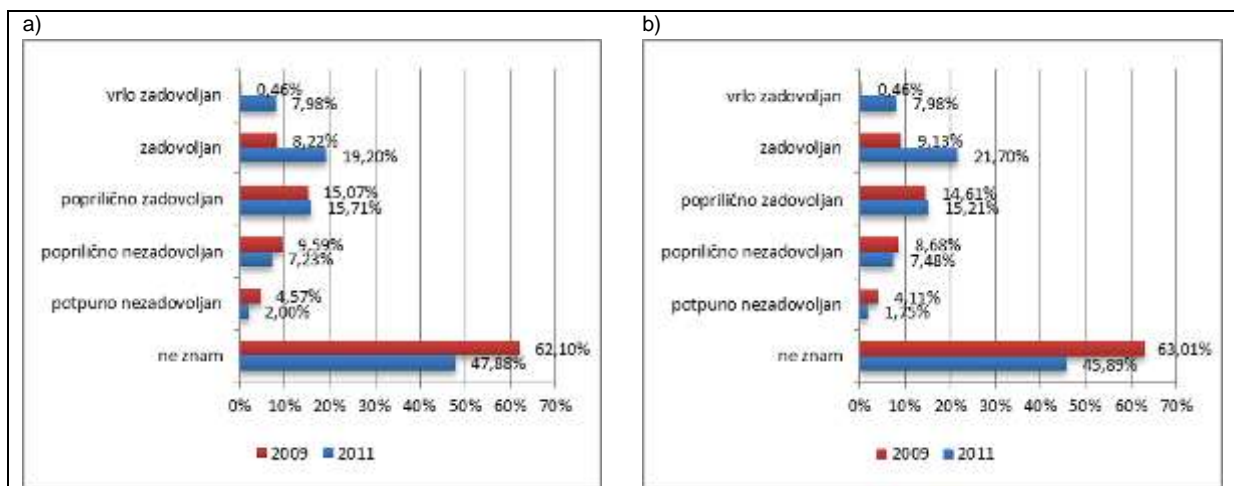 a)
vrlo zadovoljan
0,46%
7,98%
zadovoljan
8,22%
19,20%
poprilično zadovoljan
15,07%
15,71%
poprilično nezadovoljan
9,59%
7,23%
potpuno nezadovoljan
4,57%
2,00%
ne znam
62,10%
47,88%
0% 10% 20% 30% 40% 50% 60% 70%
2009 2011
b)
vrlo zadovoljan
0,46%
7,98%
zadovoljan
9,13%
21,70%
poprilično zadovoljan
14,61%
15,21%
poprilično nezadovoljan
8,68%
7,48%
potpuno nezadovoljan
4,11%
1,75%
ne znam
63,01%
45,89%
0% 10% 20% 30% 40% 50% 60% 70%
2009 2011